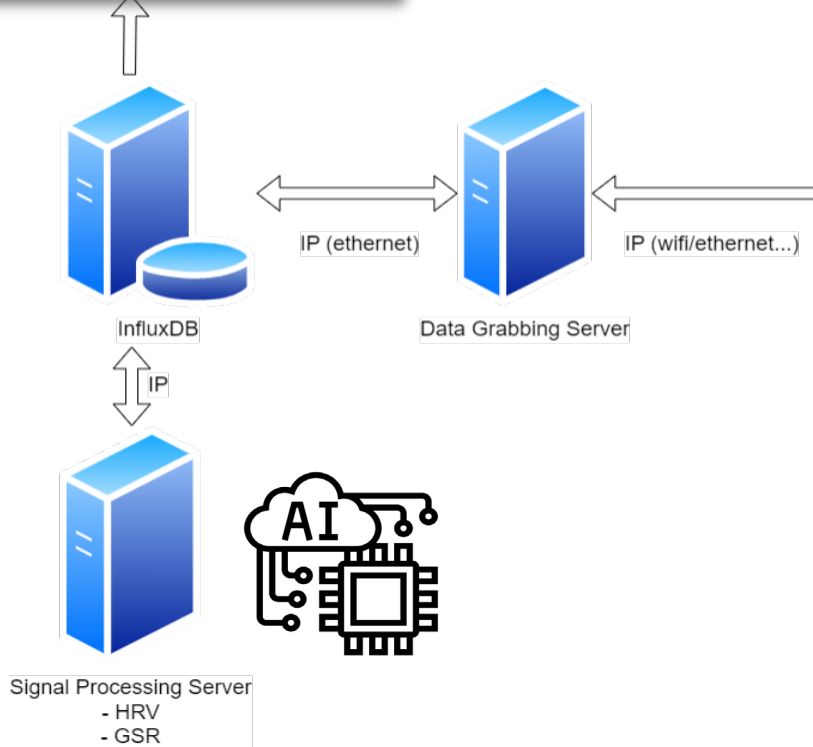 IP (ethernet)
IP (wifi/ethernet...)
InfluxDB
Data Grabbing Server
IP
AI
Signal Processing Server
- HRV
- GSR